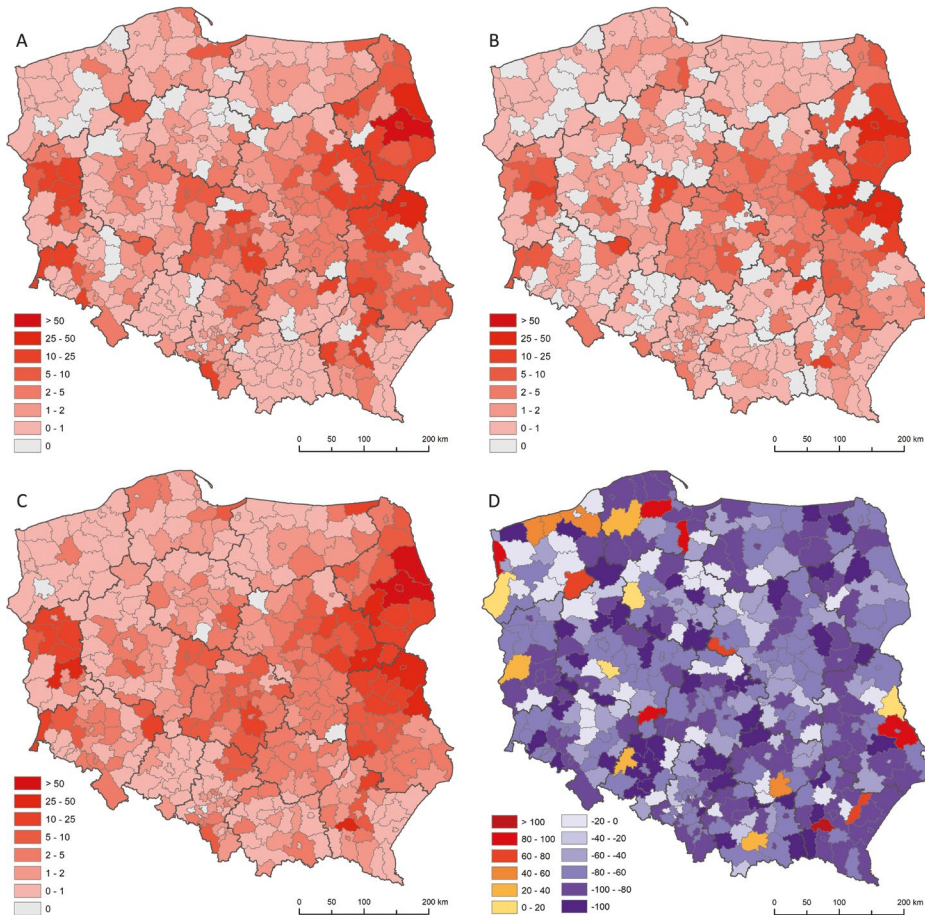 A
> 50
25 - 50
10 - 25
5 - 10
2 - 5
1 - 2
0 - 1
0
0 50 100 200 km
B
> 50
25 - 50
10 - 25
5 - 10
2 - 5
1 - 2
0 - 1
0
0 50 100 200 km
C
> 50
25 - 50
10 - 25
5 - 10
2 - 5
1 - 2
0 - 1
0
0 50 100 200 km
D
> 100
80 - 100
60 - 80
40 - 60
20 - 40
0 - 20
-20 - 0
-40 - -20
-60 - -40
-80 - -60
-100 - -80
-100
0 50 100 200 km